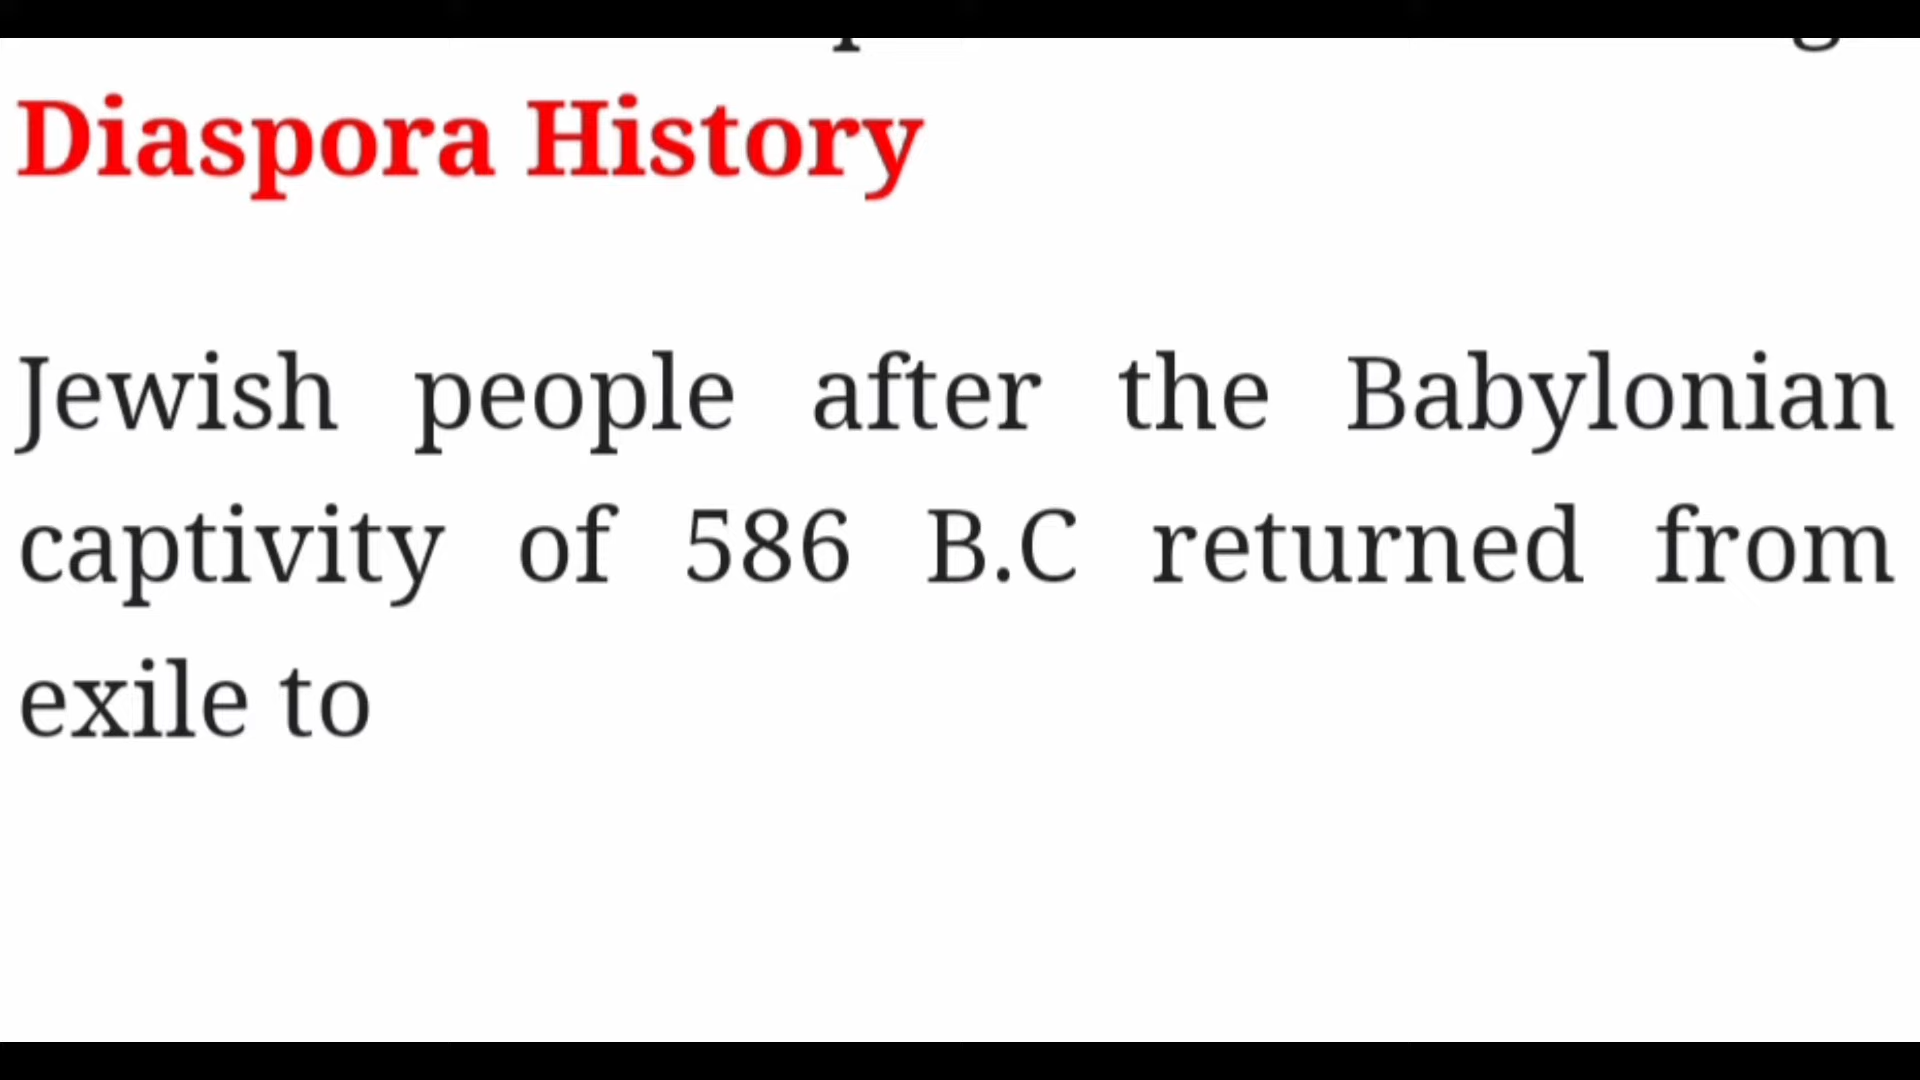 Diaspora History
Jewish people after the Babylonian
captivity of 586 B.C returned from
exile to